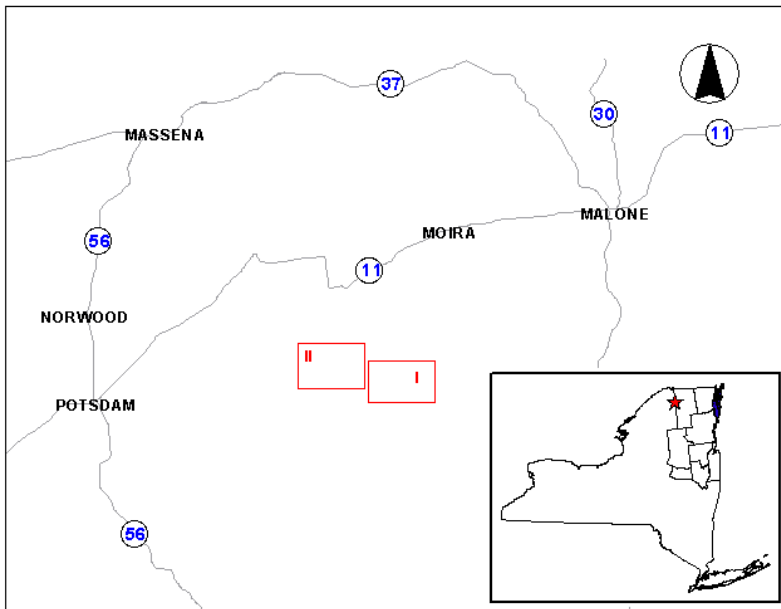 37
30
11
MASSENA
MALONE
MOIRA
56
11
NORWOOD
II
I
POTSDAM
56